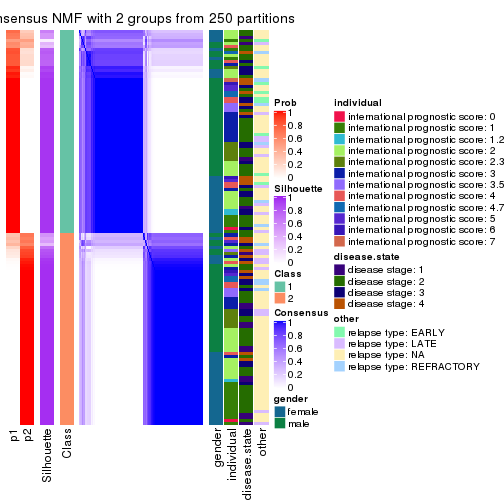 nsensus NMF with 2 groups from 250 partitions
p1
p2
Silhouette
Class
gender
individual
disease.state
other
Prob
1
0.8
0.6
0.4
0.2
0
Silhouette
1
0.8
0.6
0.4
0.2
0
Class
1
2
Consensus
1
0.8
0.6
0.4
0.2
0
gender
female
male
individual
international prognostic score: 0
international prognostic score: 1
international prognostic score: 1.2
international prognostic score: 2
international prognostic score: 2.3
international prognostic score: 3
international prognostic score: 3.5
international prognostic score: 4
international prognostic score: 4.7
international prognostic score: 5
international prognostic score: 6
international prognostic score: 7
disease.state
disease stage: 1
disease stage: 2
disease stage: 3
disease stage: 4
other
relapse type: EARLY
relapse type: LATE
relapse type: NA
relapse type: REFRACTORY